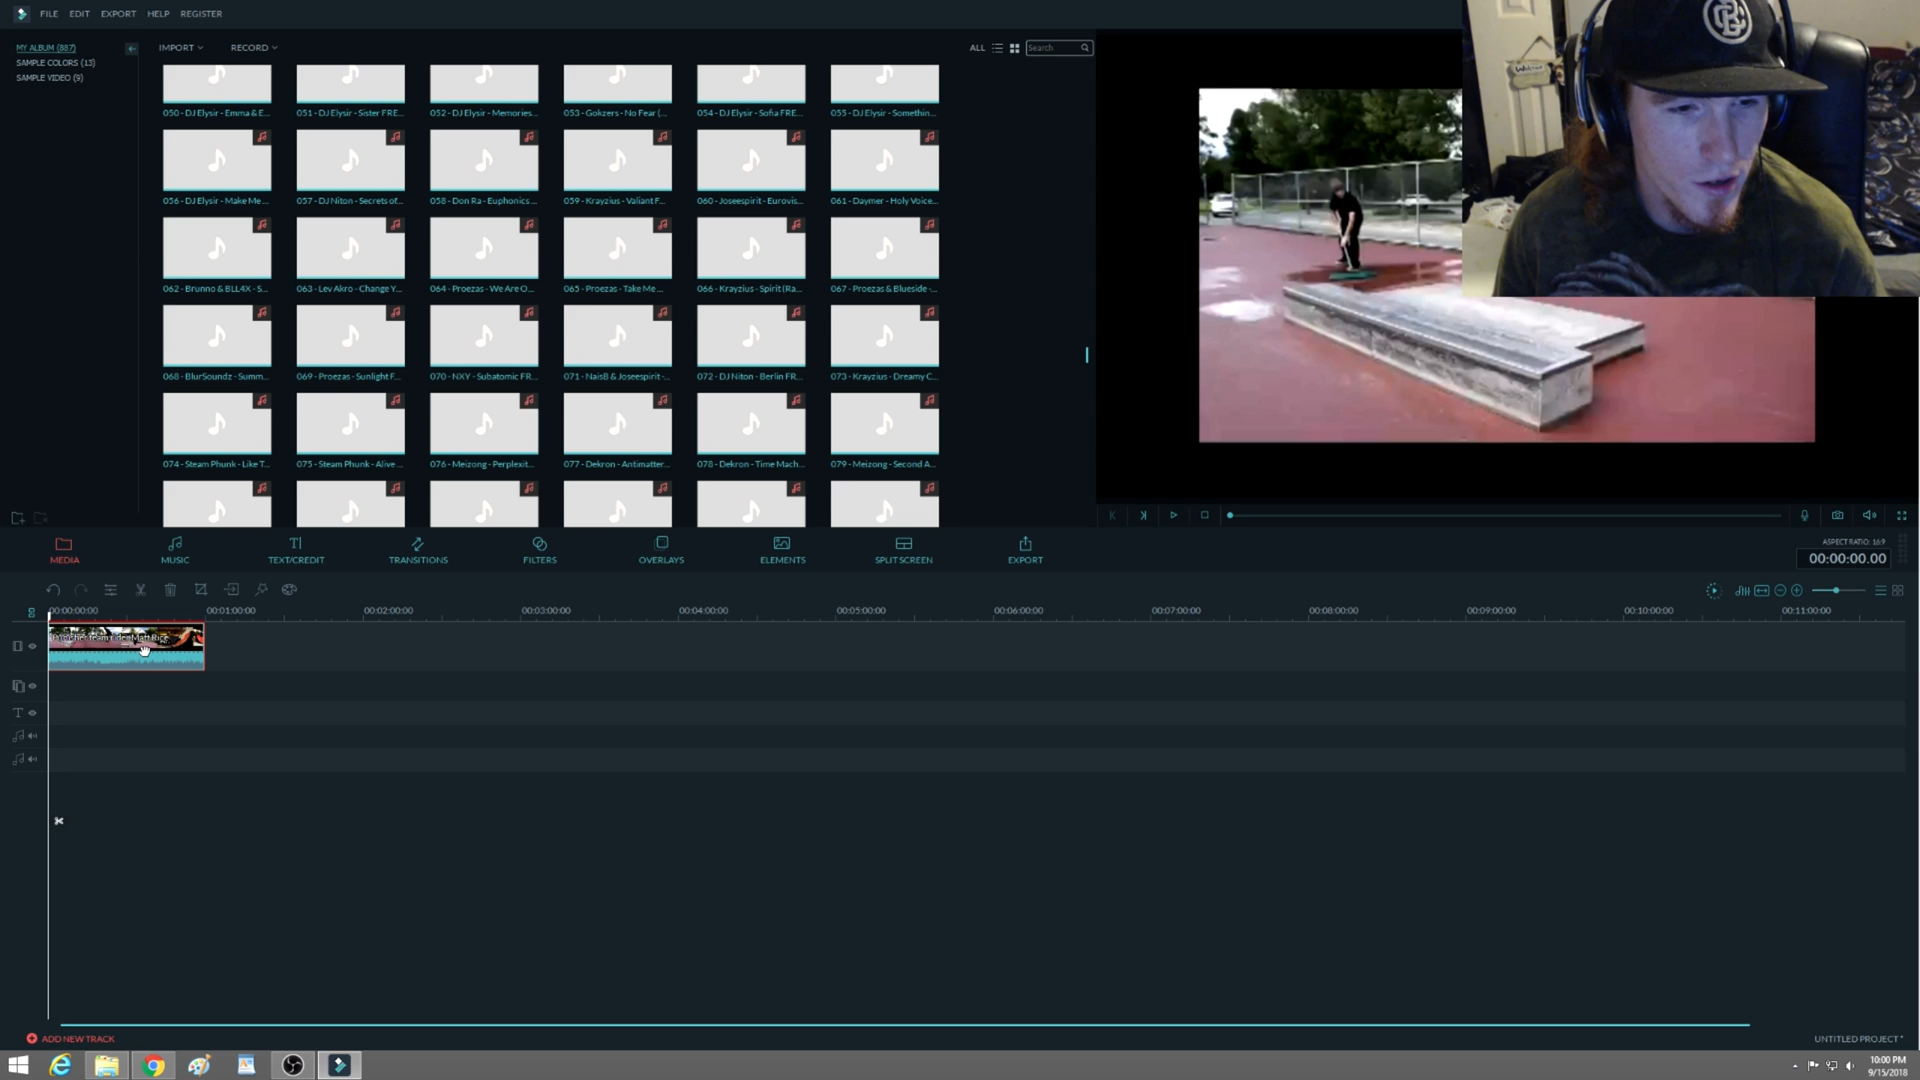 FILE EDIT EXPORT HELP REGISTER
MY ALBUM (887)
SAMPLE COLORS (13)
SAMPLE VIDEO (9)
IMPORT RECORD ALL Search
050 - DJ Elysir - Emma & E... 051 - DJ Elysir - Sister FRE... 052 - DJ Elysir - Memories... 053 - Gokzers - No Fear (... 054 - DJ Elysir - Sofia FRE... 055 - DJ Elysir - Somethin...
056 - DJ Elysir - Make Me ... 057 - DJ Niton - Secrets of... 058 - Don Ra - Euphonics ... 059 - Krayzius - Valiant F... 060 - Joseespirit - Eurovis... 061 - Daymer - Holy Voice...
062 - Brunno & BLL4X - S... 063 - Lev Akro - Change Y... 064 - Proezas - We Are O... 065 - Proezas - Take Me ... 066 - Krayzius - Spirit (Ra... 067 - Proezas & Blueside -...
068 - BlurSoundz - Summ... 069 - Proezas - Sunlight F... 070 - NXY - Subatomic FR... 071 - NaisB & Joseespirit -... 072 - DJ Niton - Berlin FR... 073 - Krayzius - Dreamy C...
074 - Steam Phunk - Like T... 075 - Steam Phunk - Alive ... 076 - Meizong - Perplexit... 077 - Dekron - Antimatter... 078 - Dekron - Time Mach... 079 - Meizong - Second A...
MEDIA MUSIC TEXT/CREDIT TRANSITIONS FILTERS OVERLAYS ELEMENTS SPLIT SCREEN EXPORT
ASPECT RATIO: 16:9
00:00:00.00
00:00:00:00 00:01:00:00 00:02:00:00 00:03:00:00 00:04:00:00 00:05:00:00 00:06:00:00 00:07:00:00 00:08:00:00 00:09:00:00 00:10:00:00 00:11:00:00
Matt Rice
ADD NEW TRACK
UNTITLED PROJECT *
10:00 PM
9/15/2018